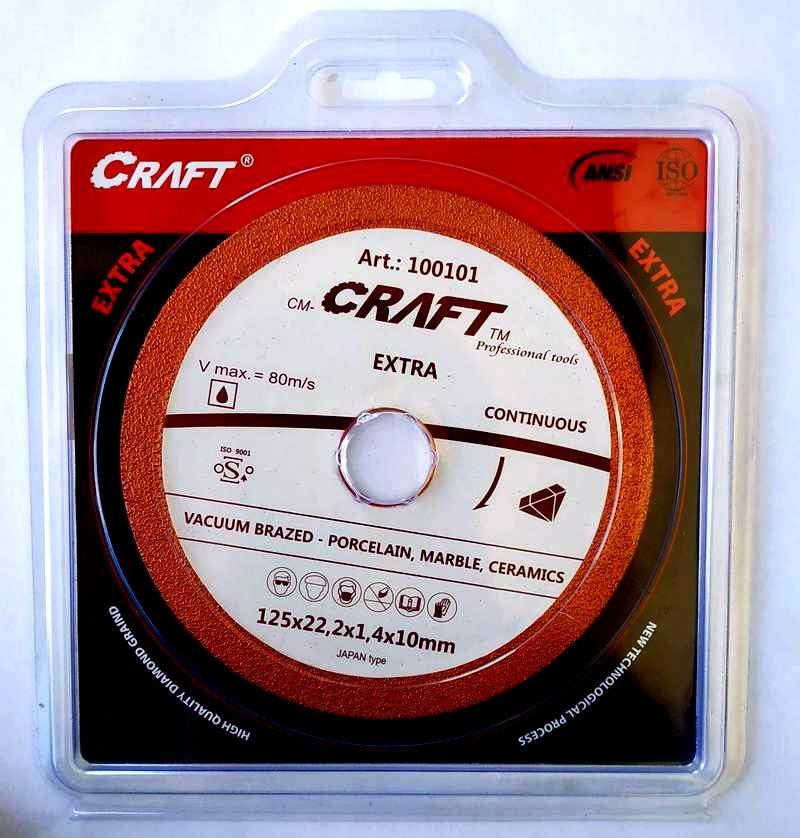 CRAFT®
ANSI
ISO
EXTRA
EXTRA
Art.: 100101
CM-CRAFT TM
Professional tools
EXTRA
V max. = 80m/s
CONTINUOUS
ISO 9001
S
VACUUM BRAZED - PORCELAIN, MARBLE, CERAMICS
125x22,2x1,4x10mm
JAPAN type
HIGH QUALITY DIAMOND GRAIND
NEW TECHNOLOGICAL PROCESS